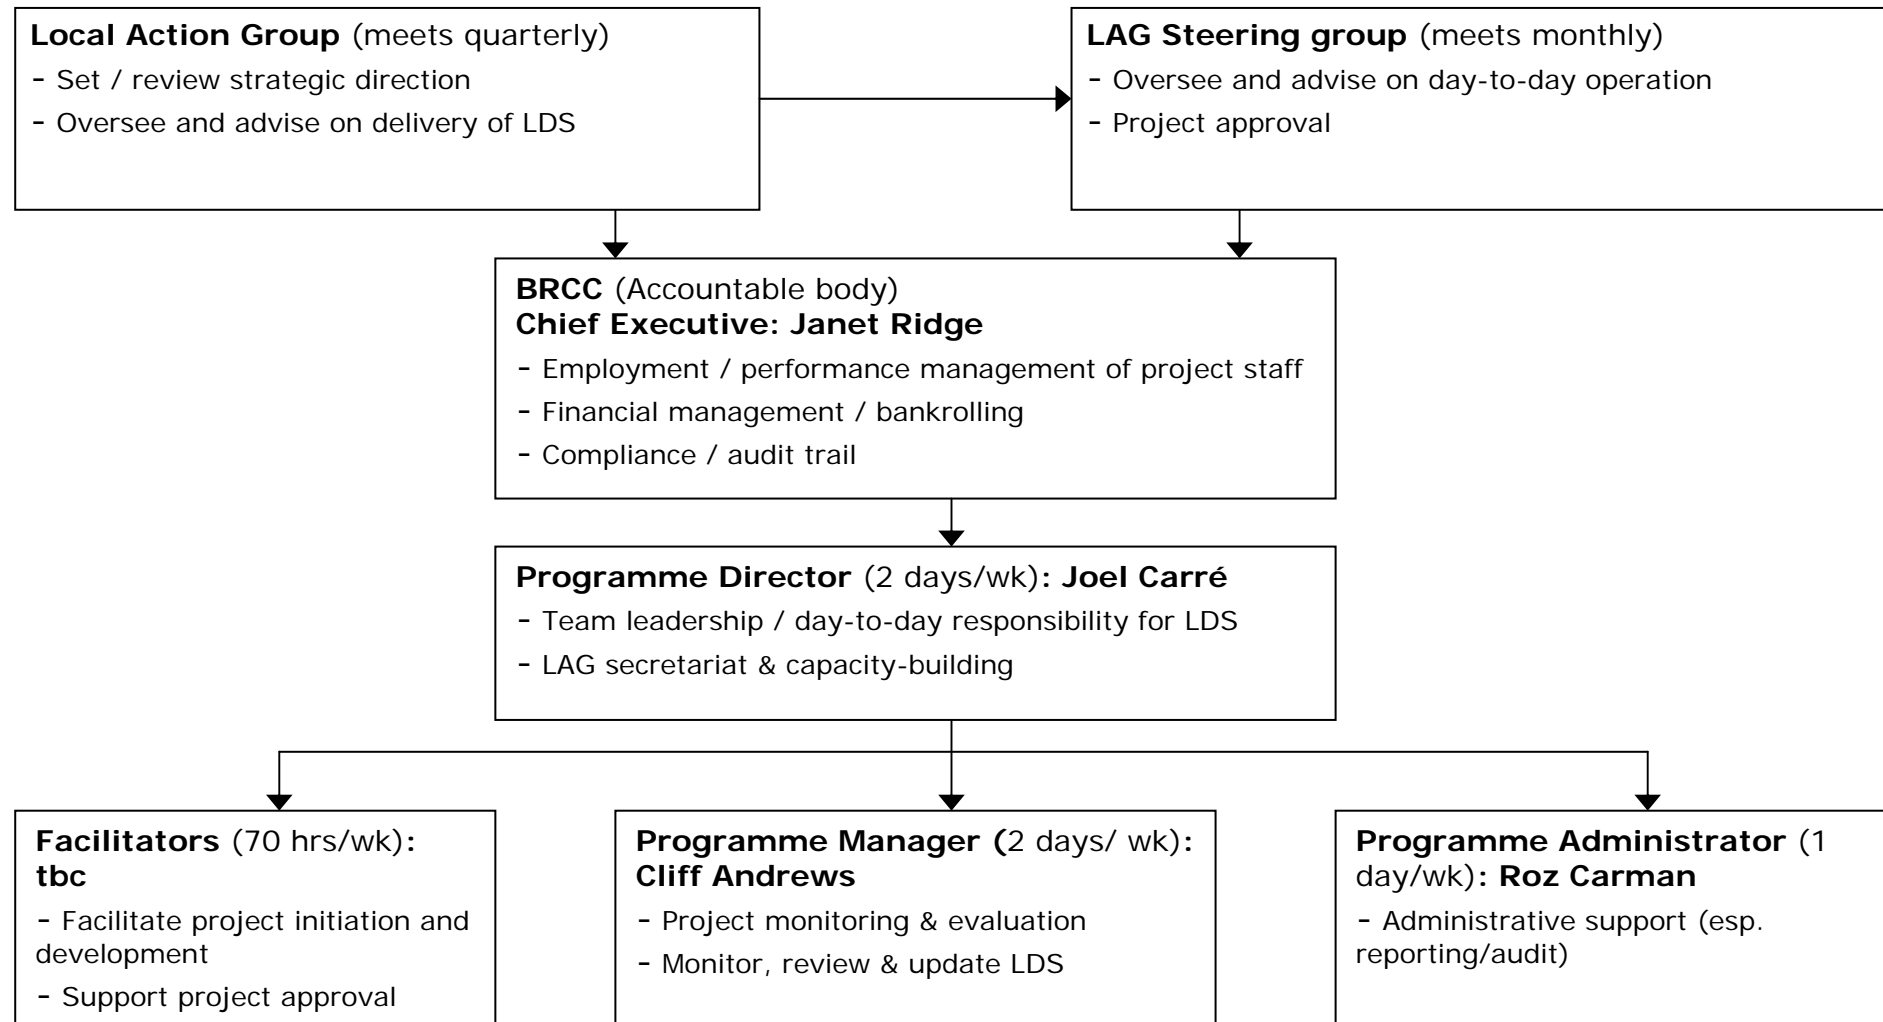 Local Action Group (meets quarterly)
- Set / review strategic direction
- Oversee and advise on delivery of LDS
LAG Steering group (meets monthly)
- Oversee and advise on day-to-day operation
- Project approval
BRCC (Accountable body)
Chief Executive: Janet Ridge
- Employment / performance management of project staff
- Financial management / bankrolling
- Compliance / audit trail
Programme Director (2 days/wk): Joel Carré
- Team leadership / day-to-day responsibility for LDS
- LAG secretariat & capacity-building
Facilitators (70 hrs/wk):
tbc
- Facilitate project initiation and
development
- Support project approval
Programme Manager (2 days/ wk):
Cliff Andrews
- Project monitoring & evaluation
- Monitor, review & update LDS
Programme Administrator (1
day/wk): Roz Carman
- Administrative support (esp.
reporting/audit)